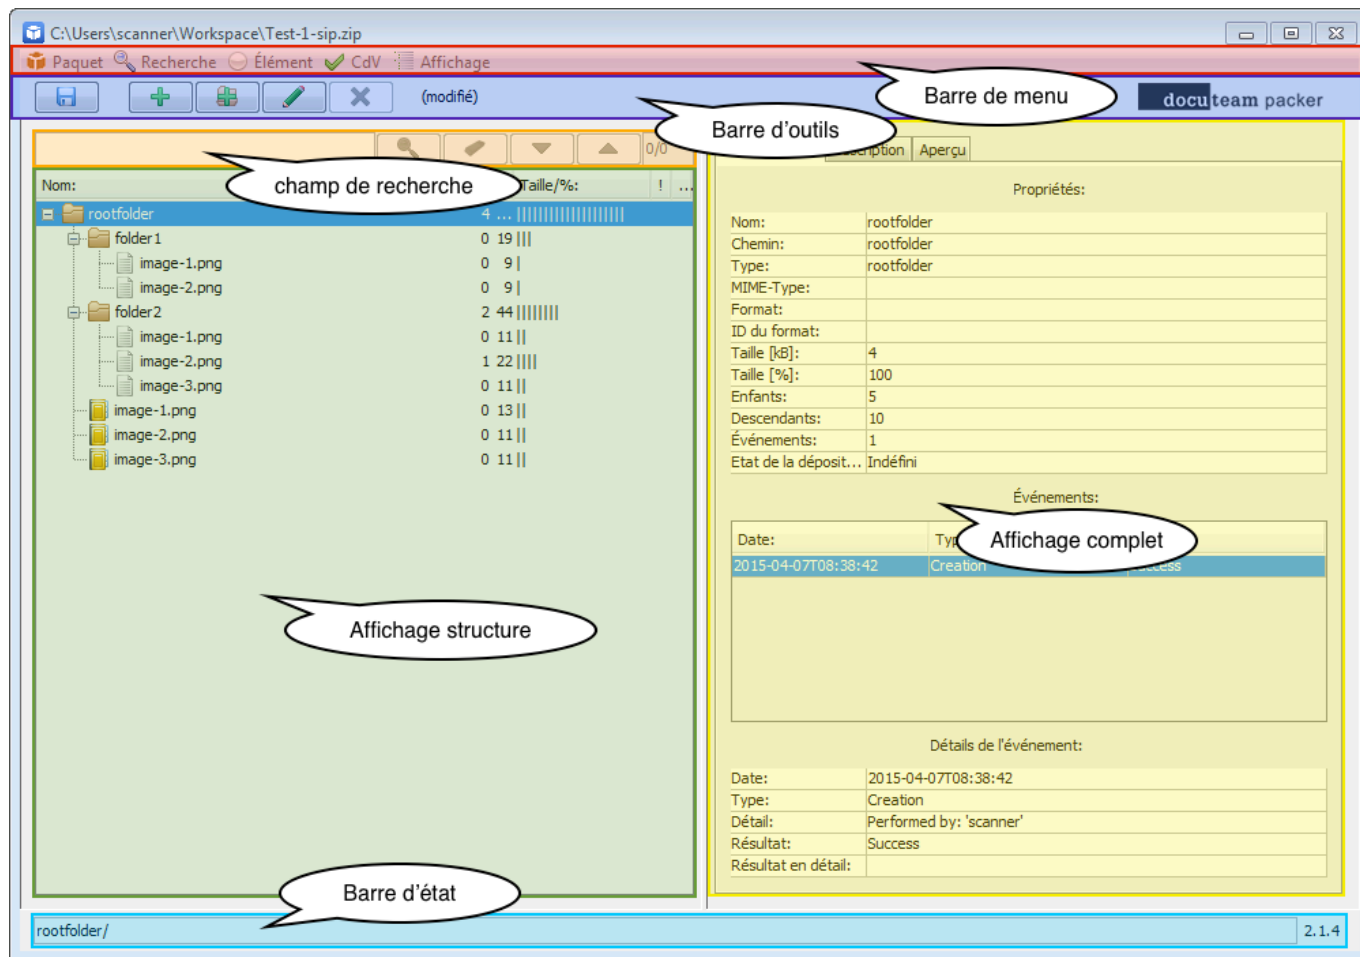 C:\Users\scanner\Workspace\Test-1-sip.zip
Paquet Recherche Élément CdV Affichage
Barre de menu
(modifié)
docuteam packer
Barre d'outils
0/0
Aperçu
champ de recherche
Nom: Taille/%: ! ...
Propriétés:
rootfolder 4 ...
folder1 0 19
image-1.png 0 9
image-2.png 0 9
folder2 2 44
image-1.png 0 11
image-2.png 1 22
image-3.png 0 11
image-1.png 0 13
image-2.png 0 11
image-3.png 0 11
Nom: rootfolder
Chemin: rootfolder
Type: rootfolder
MIME-Type:
Format:
ID du format:
Taille [kB]: 4
Taille [%]: 100
Enfants: 5
Descendants: 10
Événements: 1
Etat de la déposit... Indéfini
Événements:
Date:
Affichage complet
2015-04-07T08:38:42 Creation
Affichage structure
Détails de l'événement:
Date: 2015-04-07T08:38:42
Type: Creation
Détail: Performed by: 'scanner'
Résultat: Success
Résultat en détail:
Barre d'état
rootfolder/ 2.1.4